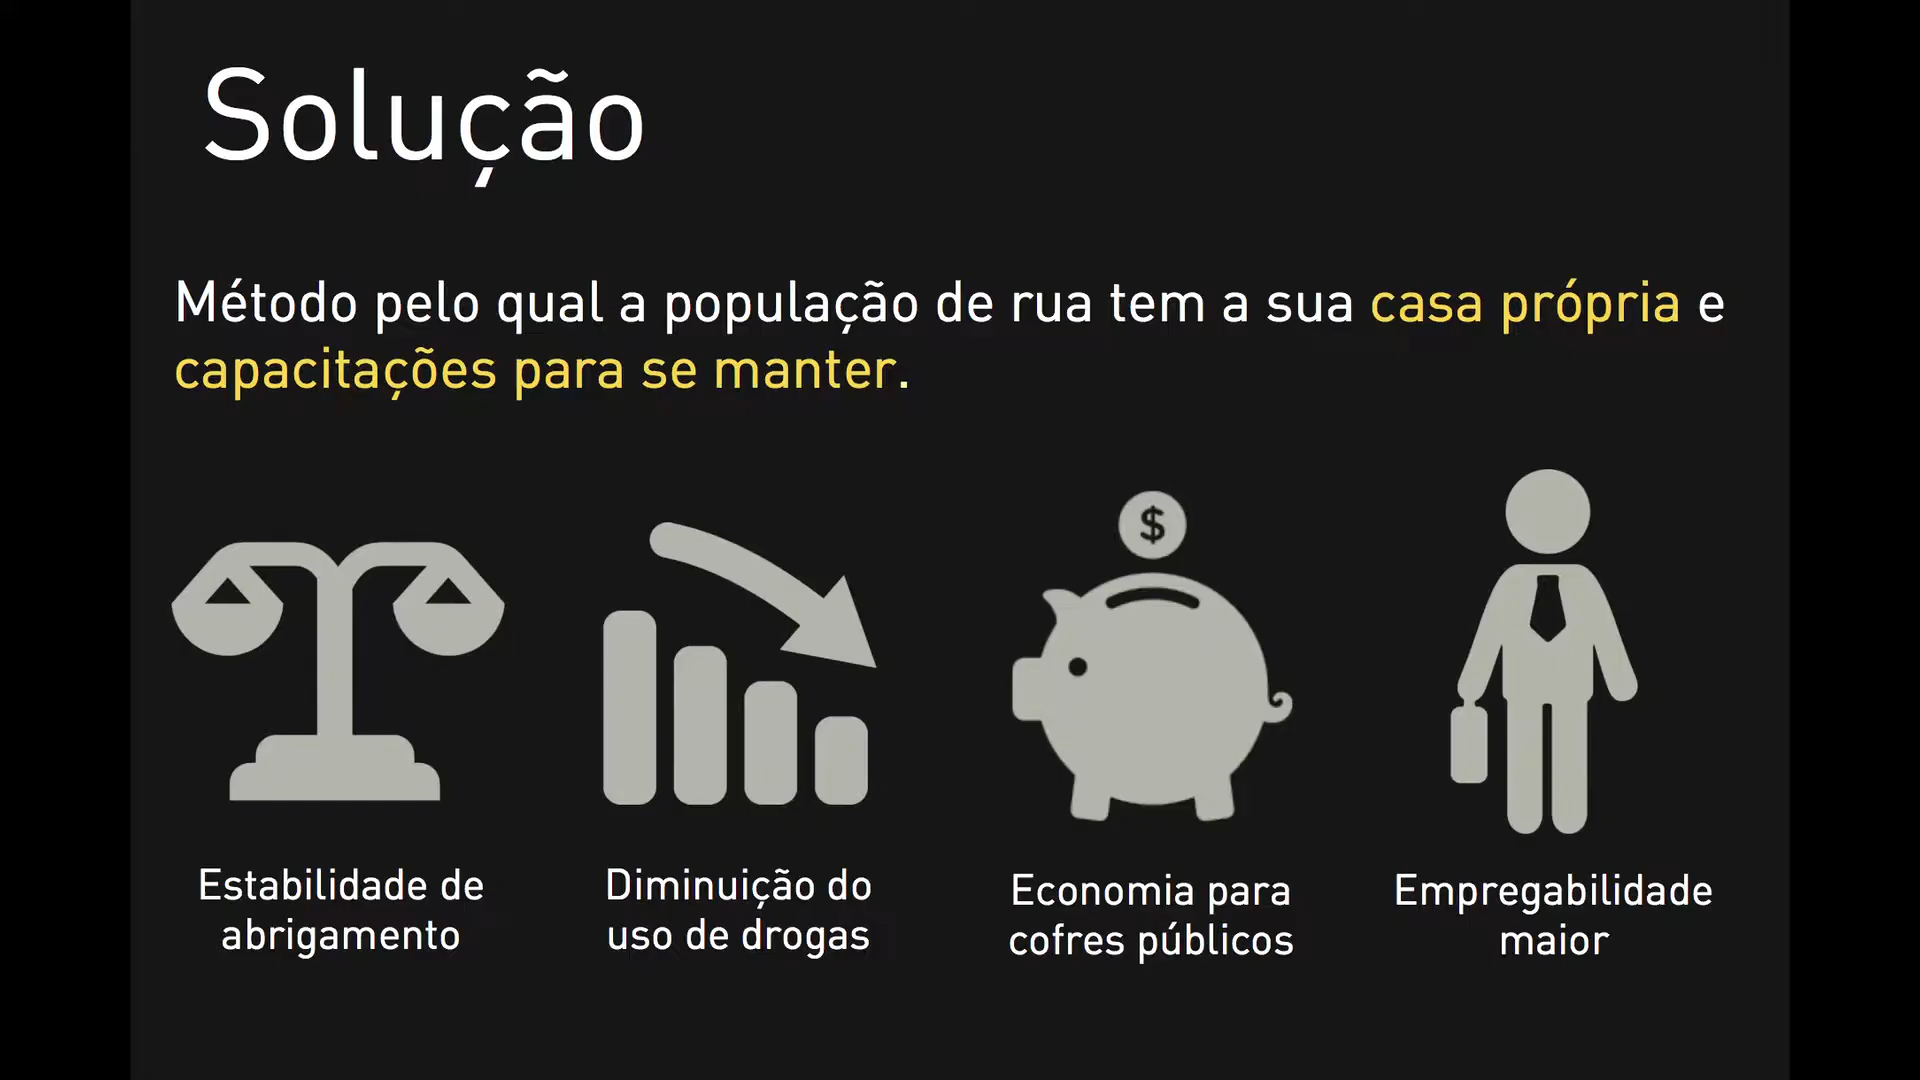 Solução
Método pelo qual a população de rua tem a sua casa própria e
capacitações para se manter.
$
Estabilidade de
abrigamento
Diminuição do
uso de drogas
Economia para
cofres públicos
Empregabilidade
maior